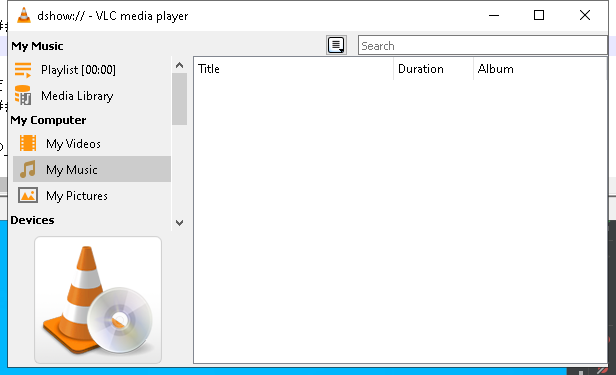 dshow:// - VLC media player
My Music
Search
Playlist [00:00]
Media Library
My Computer
My Videos
My Music
My Pictures
Devices
Title Duration Album